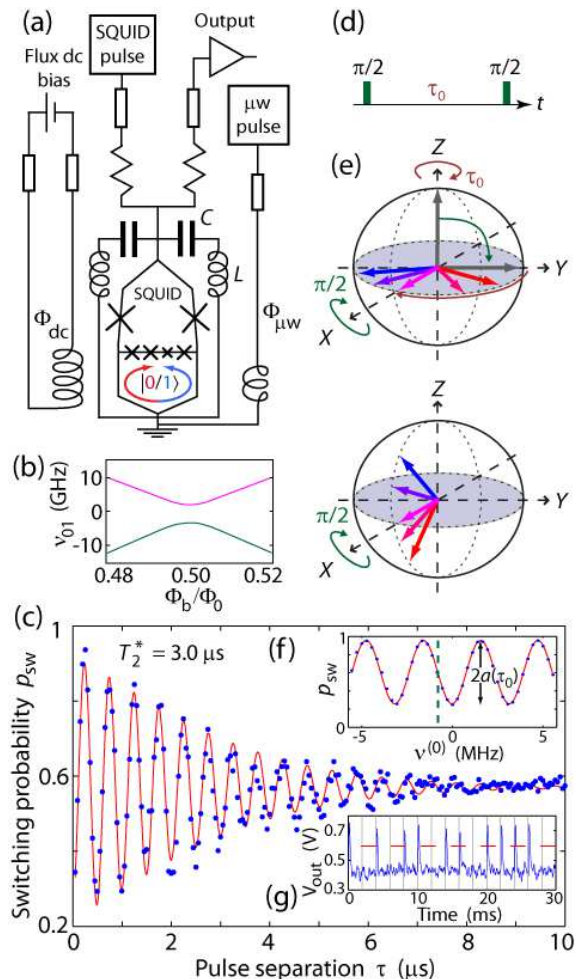 (a)
SQUID
pulse
Output
Flux dc
bias
μw
pulse
C
L
SQUID
Φdc
Φμw
|0/1⟩
(b)
ν01 (GHz)
10
0
-10
0.48
0.50
0.52
Φb/Φ0
(d)
π/2
τ0
π/2
t
(e)
Z
τ0
Y
π/2
X
Z
Y
π/2
X
(c)
T2* = 3.0 μs
Switching probability psw
1
0.6
0.2
0
2
4
6
8
10
Pulse separation τ (μs)
(f)
psw
1
0
2a(τ0)
-5
0
5
ν(0) (MHz)
(g)
Vout (V)
0.7
0.5
0.3
0
10
20
30
Time (ms)